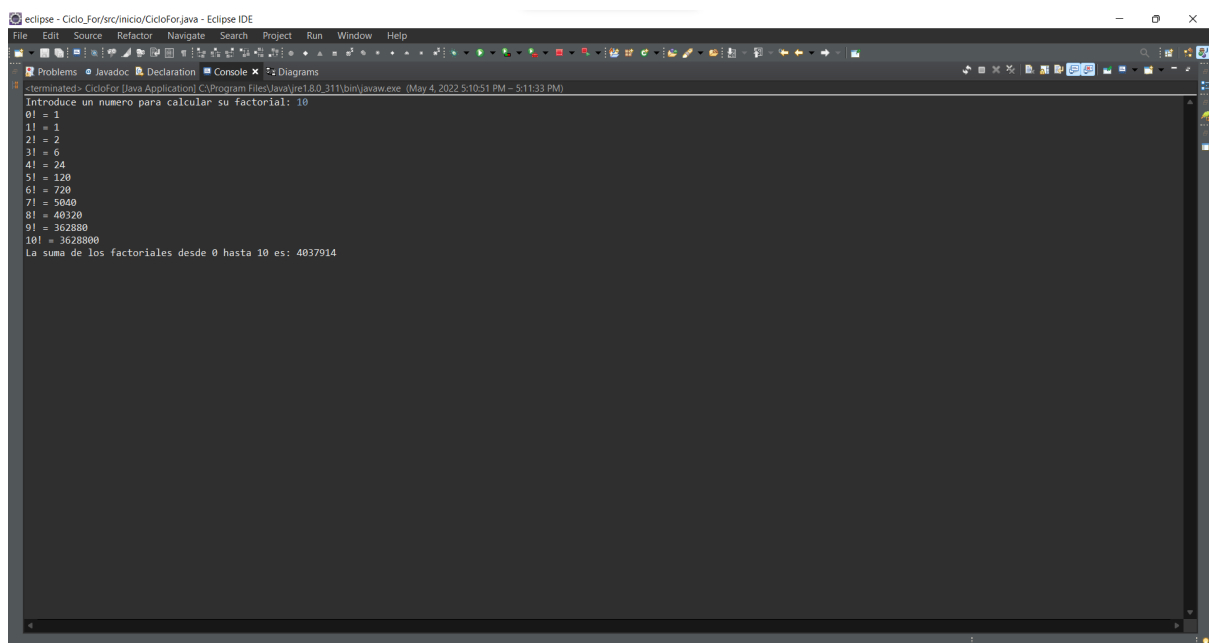 eclipse - Ciclo_For/src/inicio/CicloFor.java - Eclipse IDE
File Edit Source Refactor Navigate Search Project Run Window Help
Problems Javadoc Declaration Console Diagrams
<terminated> CicloFor [Java Application] C:\Program Files\Java\jre1.8.0_311\bin\javaw.exe (May 4, 2022 5:10:51 PM – 5:11:33 PM)
Introduce un numero para calcular su factorial: 10
0! = 1
1! = 1
2! = 2
3! = 6
4! = 24
5! = 120
6! = 720
7! = 5040
8! = 40320
9! = 362880
10! = 3628800
La suma de los factoriales desde 0 hasta 10 es: 4037914